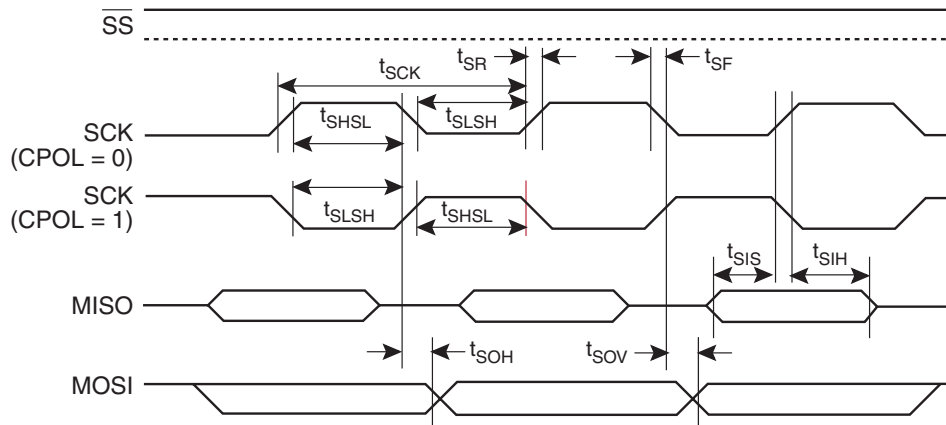 SS
tSCK
tSR
tSF
tSHSL
tSLSH
SCK
(CPOL = 0)
SCK
(CPOL = 1)
tSLSH
tSHSL
tSIS
tSIH
MISO
tSOH
tSOV
MOSI